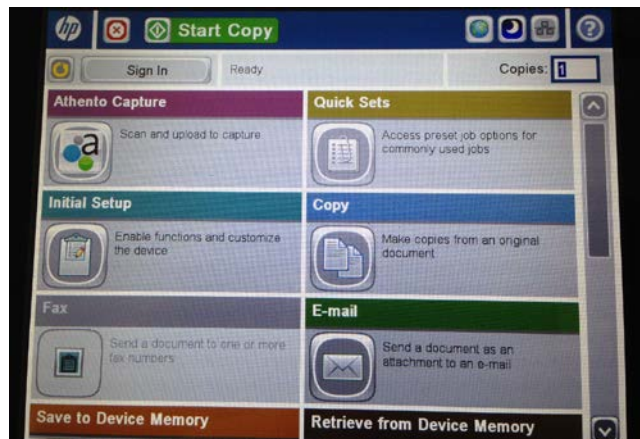 hp Start Copy ?
Sign In Ready Copies: 1
Athento Capture
Scan and upload to capture.
Quick Sets
Access preset job options for
commonly used jobs
a
Initial Setup
Enable functions and customize
the device
Copy
Make copies from an original
document
Fax
Send a document to one or more
fax numbers
E-mail
Send a document as an
attachment to an e-mail
Save to Device Memory
Retrieve from Device Memory